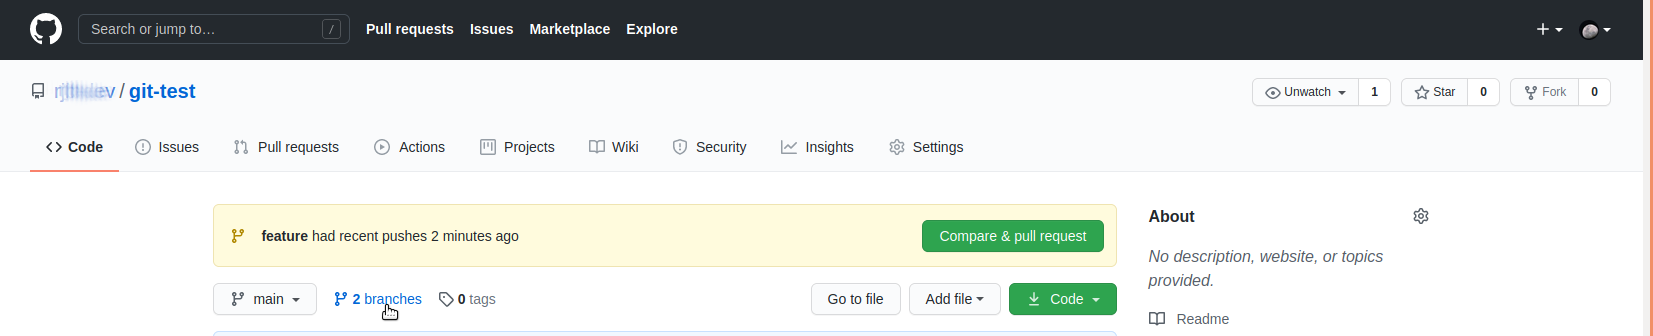 Search or jump to… /
Pull requests Issues Marketplace Explore
/ git-test
Unwatch 1 Star 0 Fork 0
Code Issues Pull requests Actions Projects Wiki Security Insights Settings
feature had recent pushes 2 minutes ago
Compare & pull request
main 2 branches 0 tags Go to file Add file Code
About
No description, website, or topics
provided.
Readme